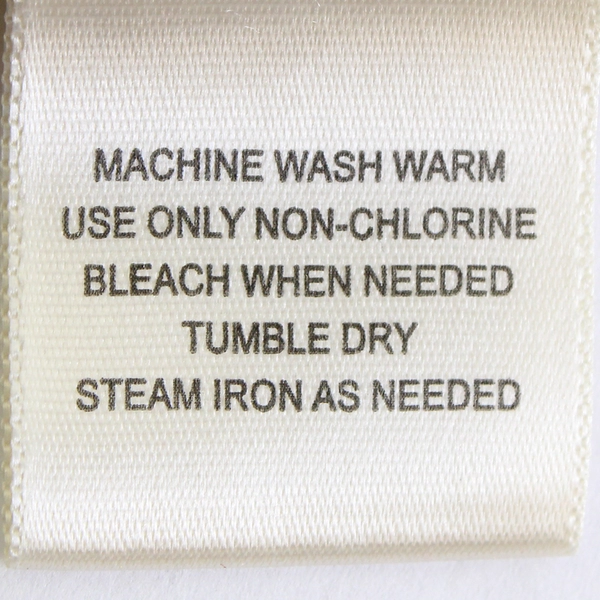 MACHINE WASH WARM
USE ONLY NON-CHLORINE
BLEACH WHEN NEEDED
TUMBLE DRY
STEAM IRON AS NEEDED